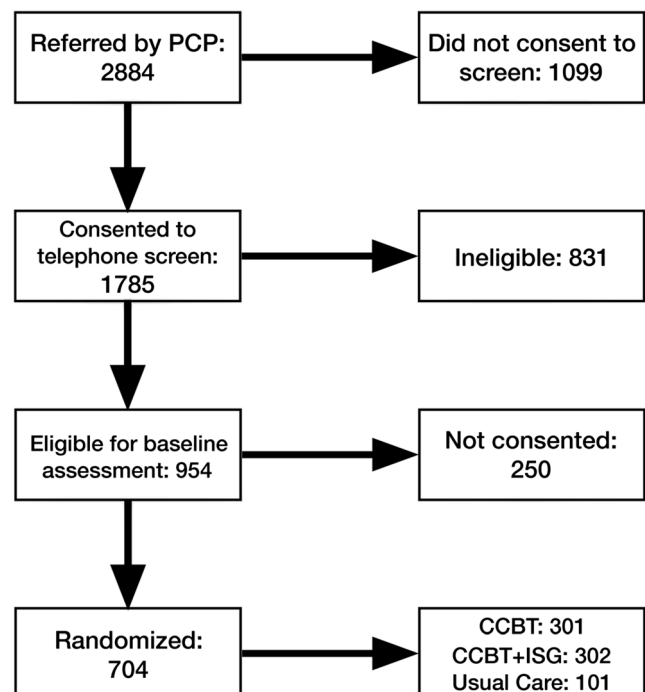 Referred by PCP:
2884
Did not consent to
screen: 1099
Consented to
telephone screen:
1785
Ineligible: 831
Eligible for baseline
assessment: 954
Not consented:
250
Randomized:
704
CCBT: 301
CCBT+ISG: 302
Usual Care: 101